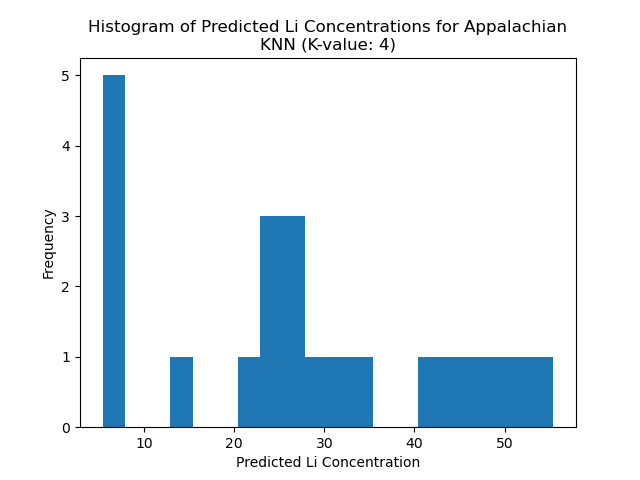 Histogram of Predicted Li Concentrations for Appalachian
KNN (K-value: 4)
5
4
3
2
1
0
Frequency
10 20 30 40 50
Predicted Li Concentration